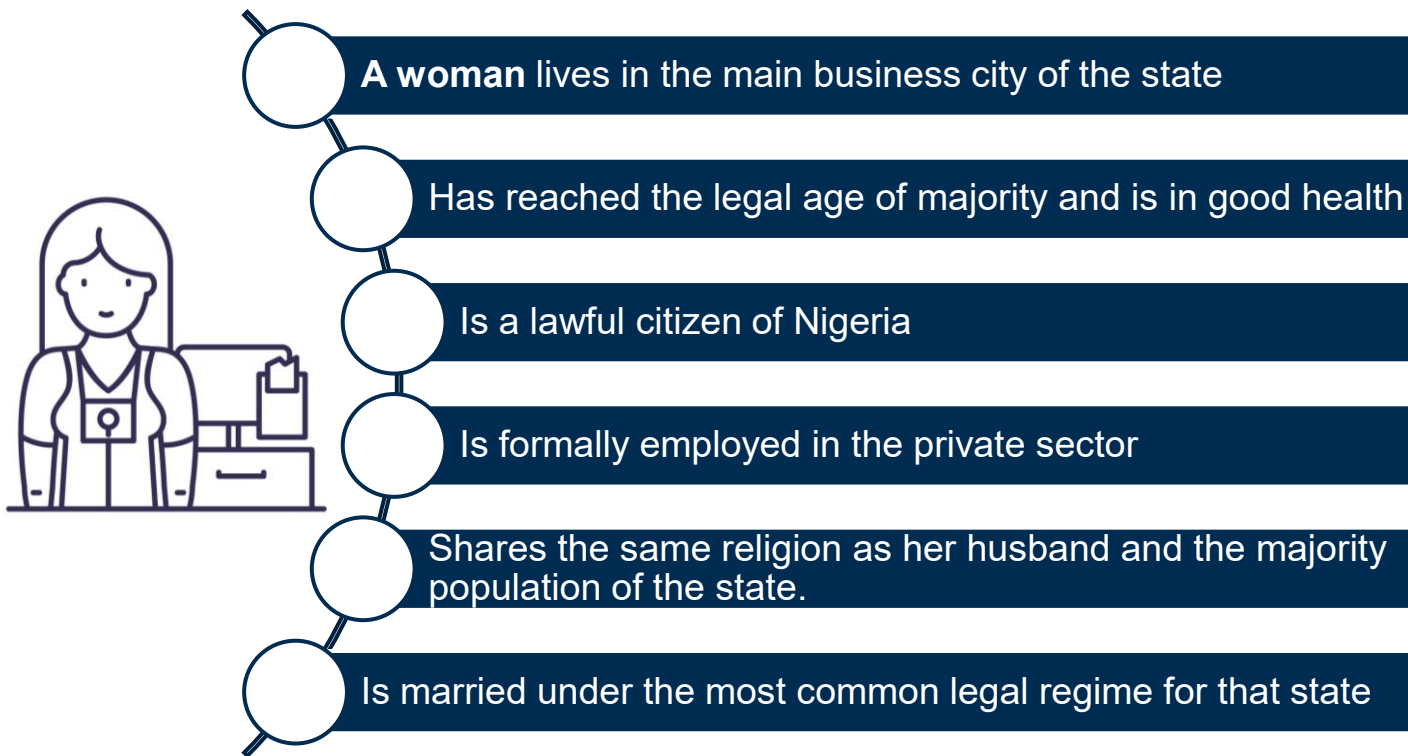 A woman lives in the main business city of the state
Has reached the legal age of majority and is in good health
Is a lawful citizen of Nigeria
Is formally employed in the private sector
Shares the same religion as her husband and the majority
population of the state.
Is married under the most common legal regime for that state